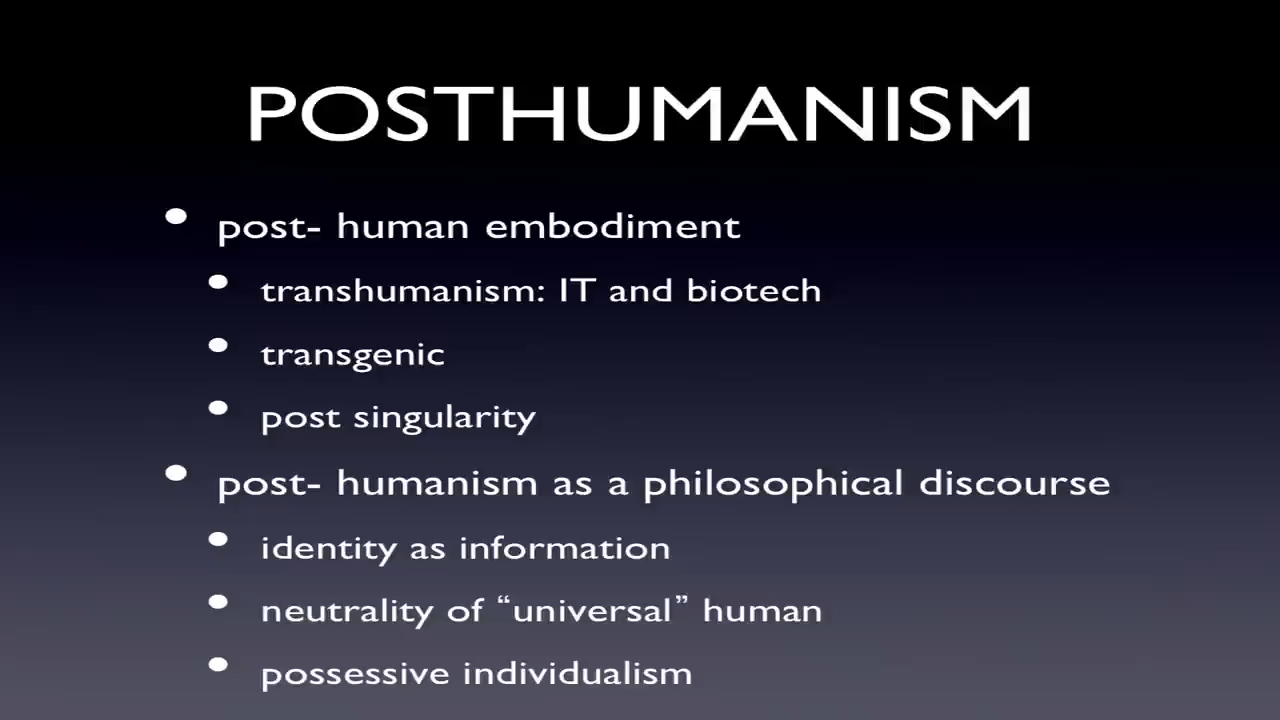 POSTHUMANISM
• post- human embodiment
• transhumanism: IT and biotech
• transgenic
• post singularity
• post- humanism as a philosophical discourse
• identity as information
• neutrality of “universal” human
• possessive individualism